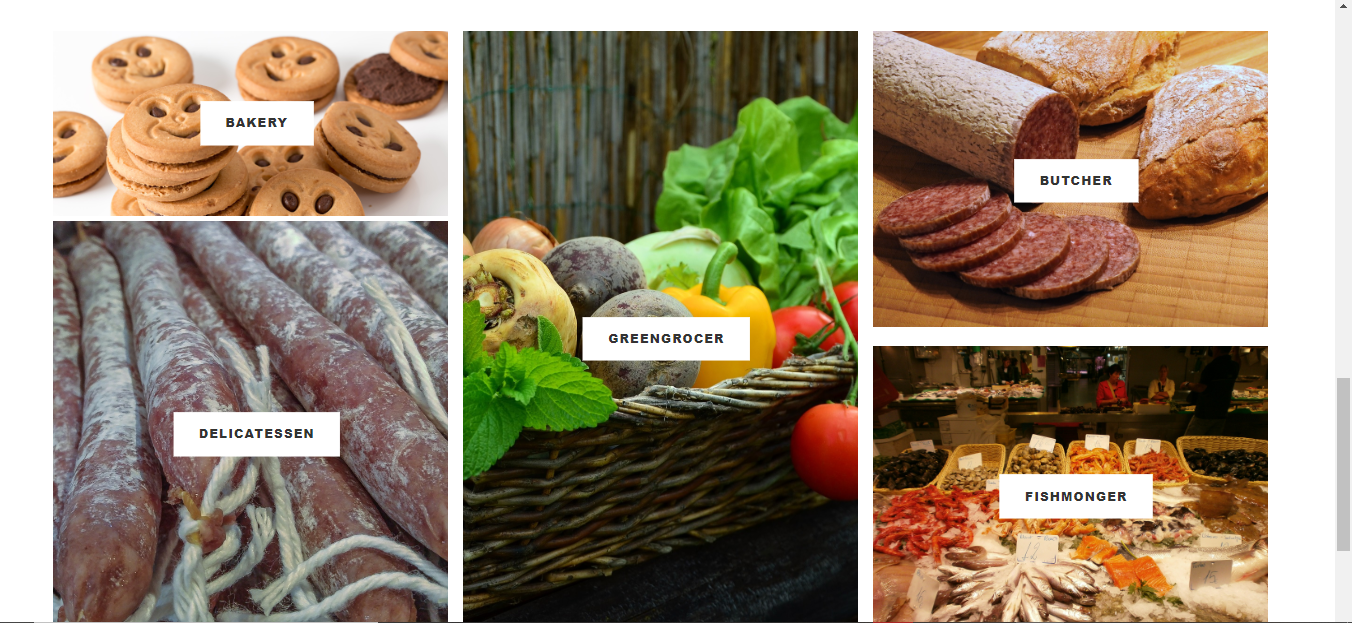 BAKERY
DELICATESSEN
GREENGROCER
BUTCHER
FISHMONGER